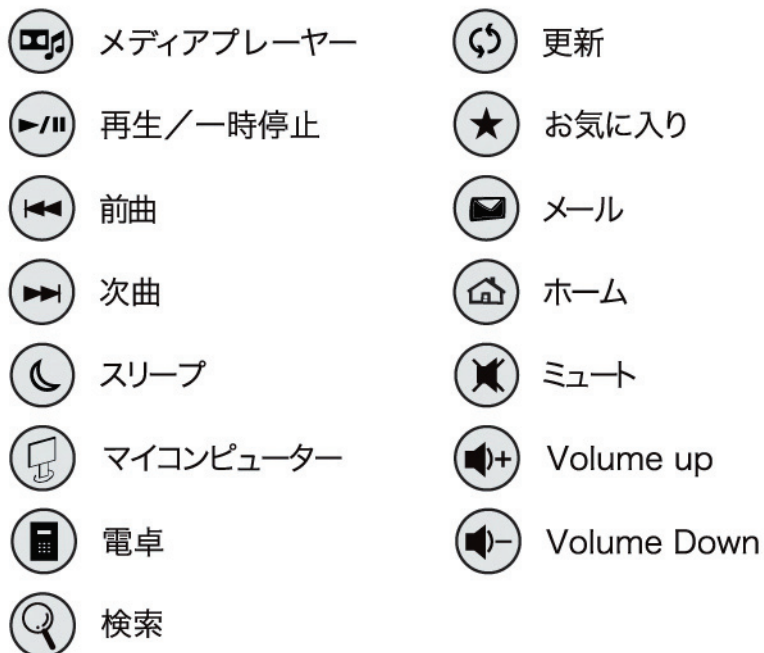 メディアプレーヤー
再生／一時停止
前曲
次曲
スリープ
マイコンピューター
電卓
検索
更新
お気に入り
メール
ホーム
ミュート
Volume up
Volume Down